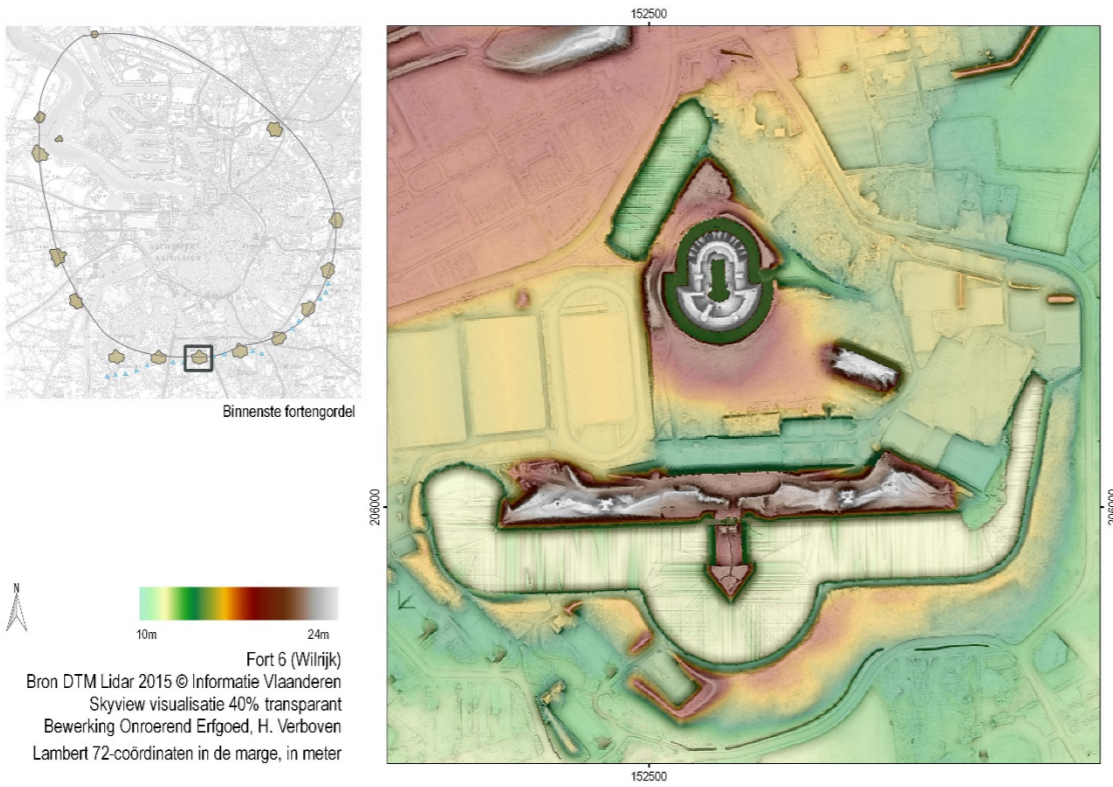 152500
Binnenste fortengordel
206000
206000
N
10m 24m
Fort 6 (Wilrijk)
Bron DTM Lidar 2015 © Informatie Vlaanderen
Skyview visualisatie 40% transparant
Bewerking Onroerend Erfgoed, H. Verboven
Lambert 72-coördinaten in de marge, in meter
152500